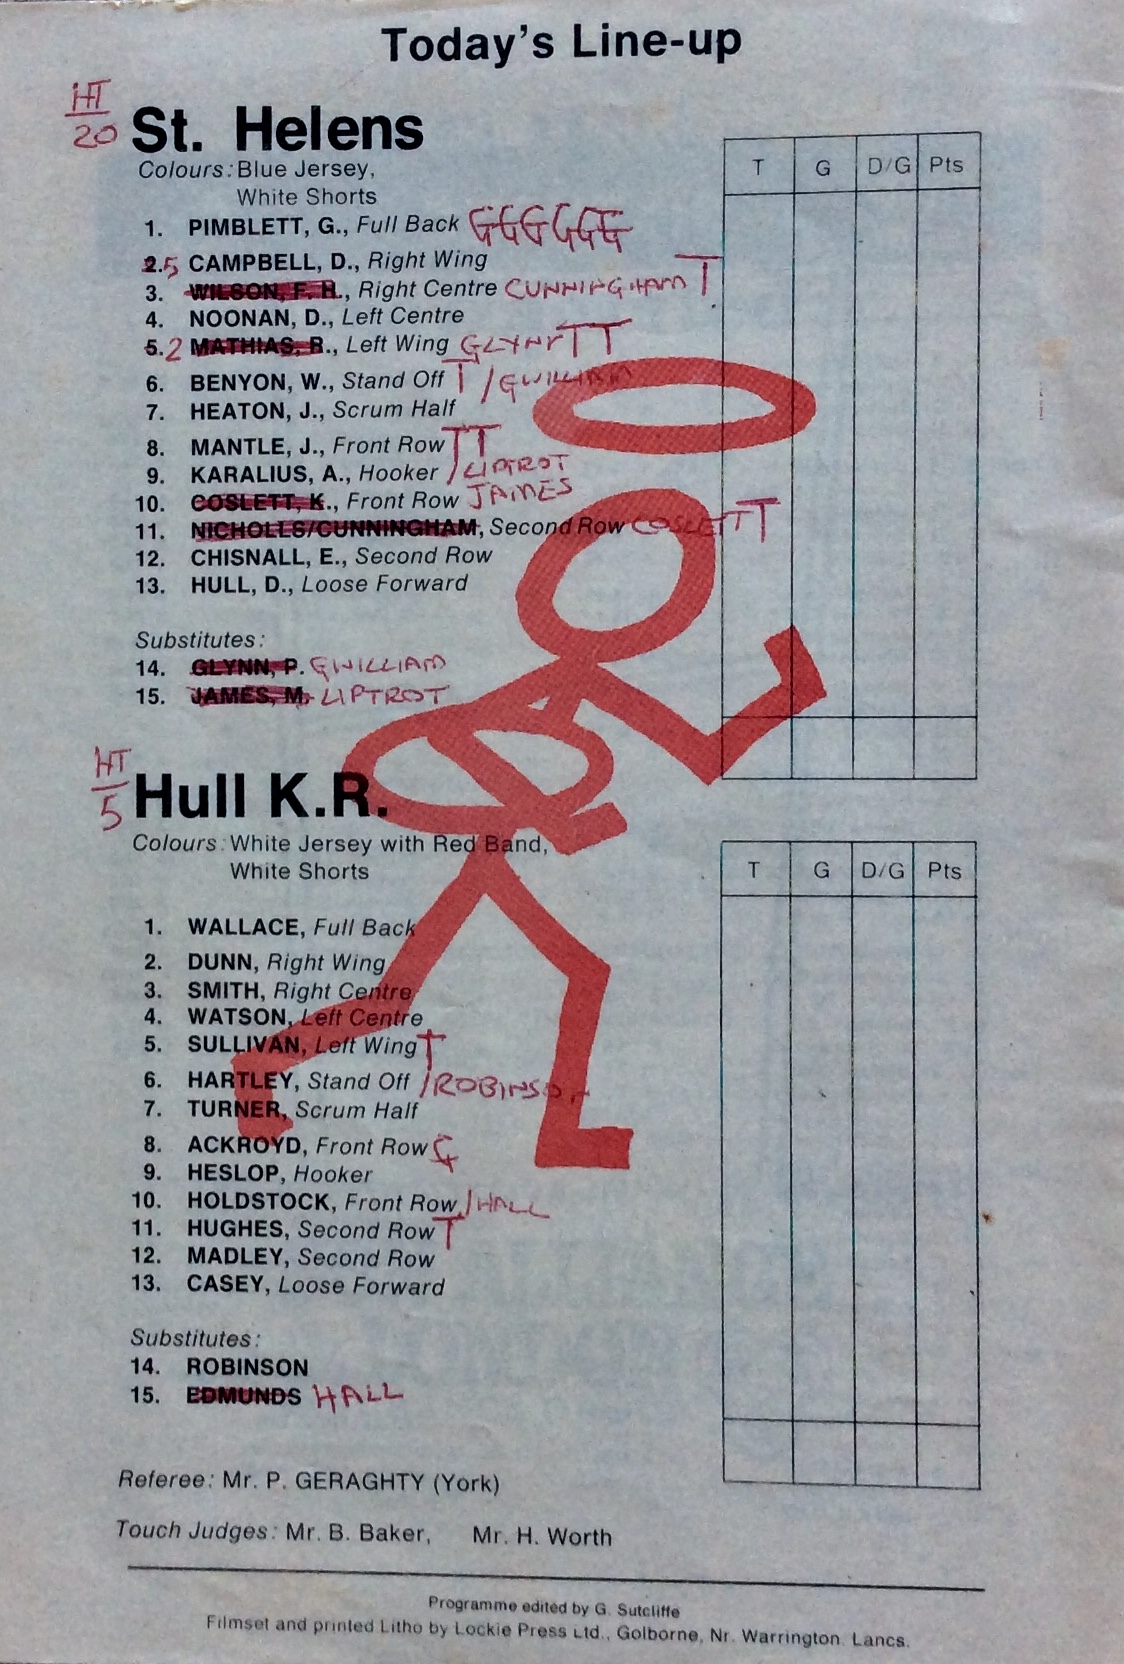 Today's Line-up
HT
20
St. Helens
Colours: Blue Jersey,
White Shorts
T G D/G Pts
1. PIMBLETT, G., Full Back GGGGGG
2.5 CAMPBELL, D., Right Wing
3. WILSON, F. H., Right Centre CUNNINGHAM T
4. NOONAN, D., Left Centre
5.2 MATHIAS, R., Left Wing GLYNN TT
6. BENYON, W., Stand Off T /GWILLIAM
7. HEATON, J., Scrum Half
8. MANTLE, J., Front Row TT
9. KARALIUS, A., Hooker /LIPTROT
10. COSLETT, K., Front Row JAMES
11. NICHOLLS/CUNNINGHAM, Second Row COSLETT T
12. CHISNALL, E., Second Row
13. HULL, D., Loose Forward
Substitutes:
14. GLYNN, P. GWILLIAM
15. JAMES, M. LIPTROT
HT
5
Hull K.R.
Colours: White Jersey with Red Band,
White Shorts
T G D/G Pts
1. WALLACE, Full Back
2. DUNN, Right Wing
3. SMITH, Right Centre
4. WATSON, Left Centre
5. SULLIVAN, Left Wing T
6. HARTLEY, Stand Off /ROBINSON
7. TURNER, Scrum Half
8. ACKROYD, Front Row G
9. HESLOP, Hooker
10. HOLDSTOCK, Front Row /HALL
11. HUGHES, Second Row T
12. MADLEY, Second Row
13. CASEY, Loose Forward
Substitutes:
14. ROBINSON
15. EDMUNDS HALL
Referee: Mr. P. GERAGHTY (York)
Touch Judges: Mr. B. Baker, Mr. H. Worth
Programme edited by G. Sutcliffe
Filmset and printed Litho by Lockie Press Ltd., Golborne, Nr. Warrington. Lancs.